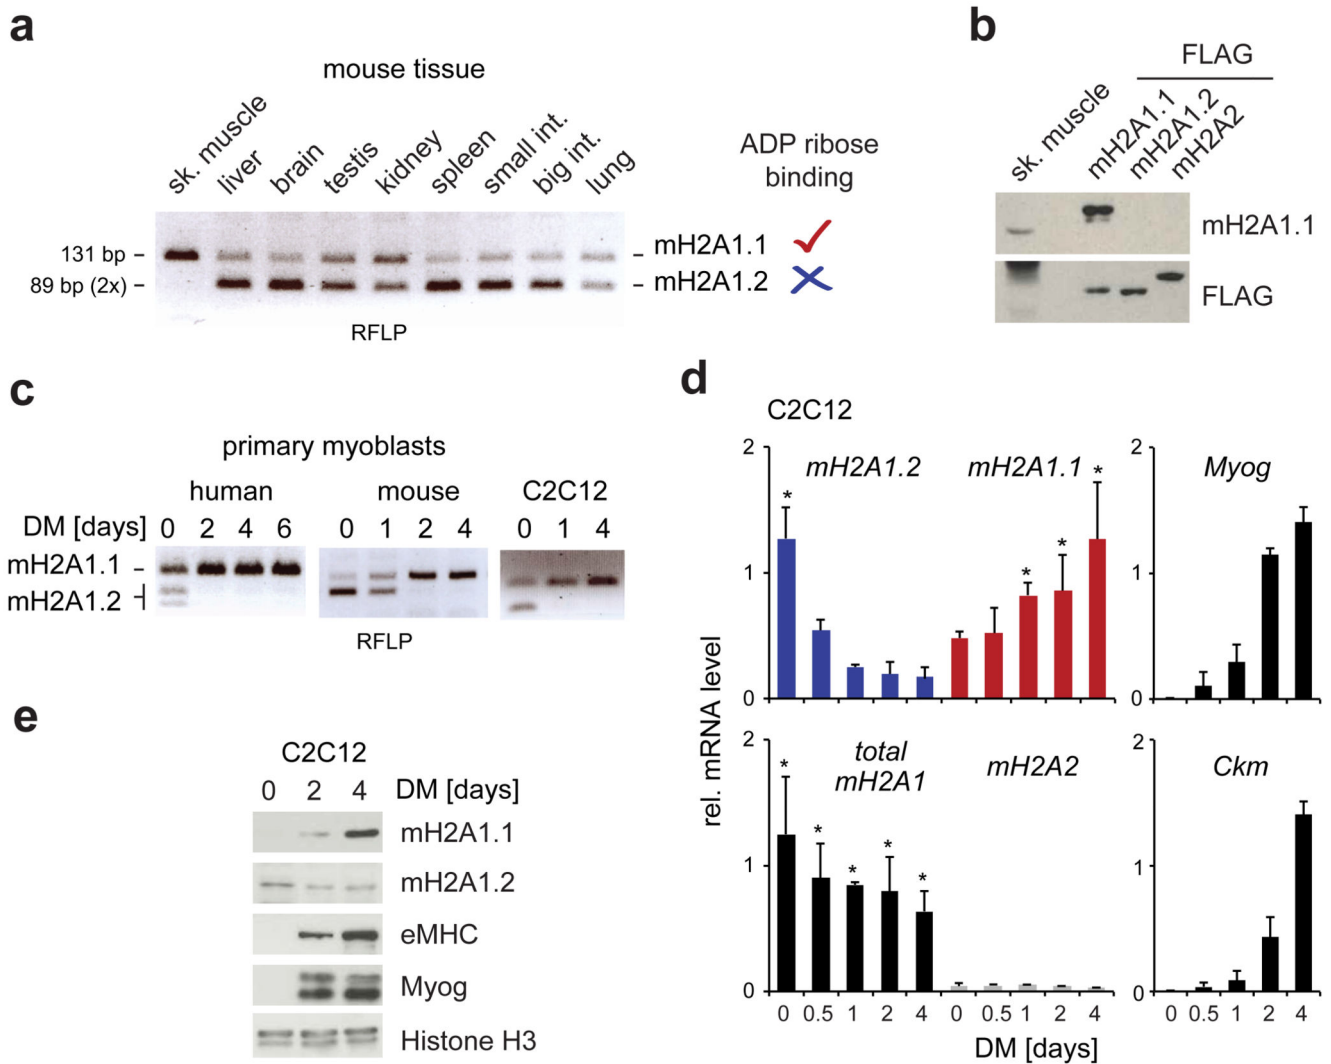 a
mouse tissue
sk. muscle
liver
brain
testis
kidney
spleen
small int.
big int.
lung
ADP ribose
binding
131 bp –
89 bp (2x) –
– mH2A1.1
– mH2A1.2
RFLP
b
FLAG
sk. muscle
mH2A1.1
mH2A1.2
mH2A2
mH2A1.1
FLAG
c
primary myoblasts
human mouse C2C12
DM [days] 0 2 4 6 0 1 2 4 0 1 4
mH2A1.1 –
mH2A1.2
RFLP
d
C2C12
rel. mRNA level
2
1
0
mH2A1.2
*
mH2A1.1
* * *
2
1
0
Myog
2
1
0
total
mH2A1
* * * * *
mH2A2
0 0.5 1 2 4 0 0.5 1 2 4
2
1
0
Ckm
0 0.5 1 2 4
DM [days]
e
C2C12
0 2 4 DM [days]
mH2A1.1
mH2A1.2
eMHC
Myog
Histone H3